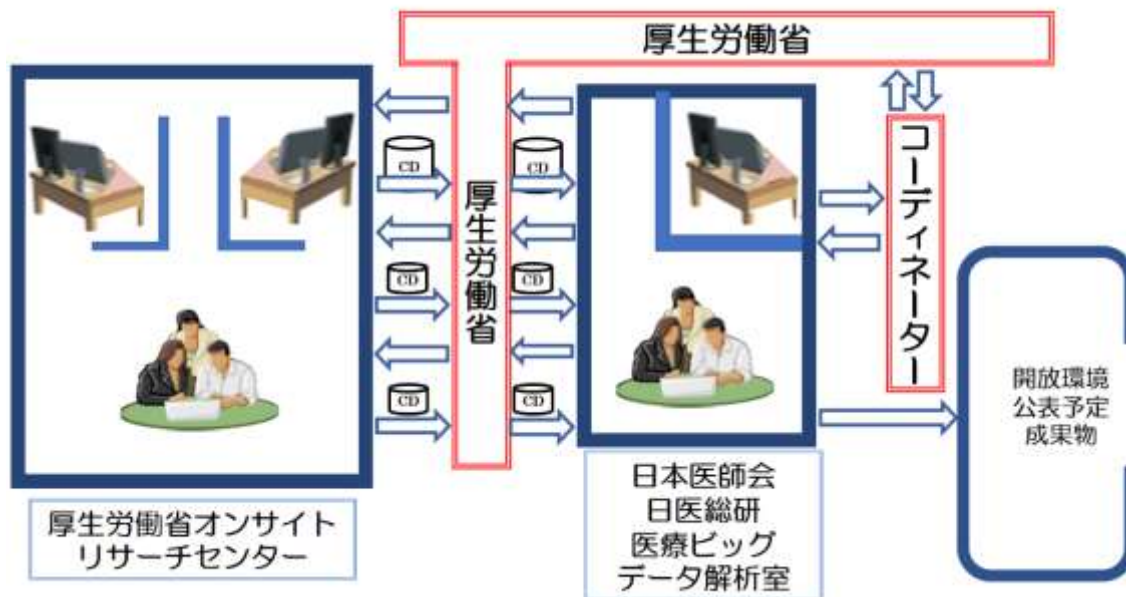 厚生労働省
厚生労働省
コーディネーター
CD
CD
CD
CD
CD
CD
開放環境
公表予定
成果物
厚生労働省オンサイト
リサーチセンター
日本医師会
日医総研
医療ビッグ
データ解析室